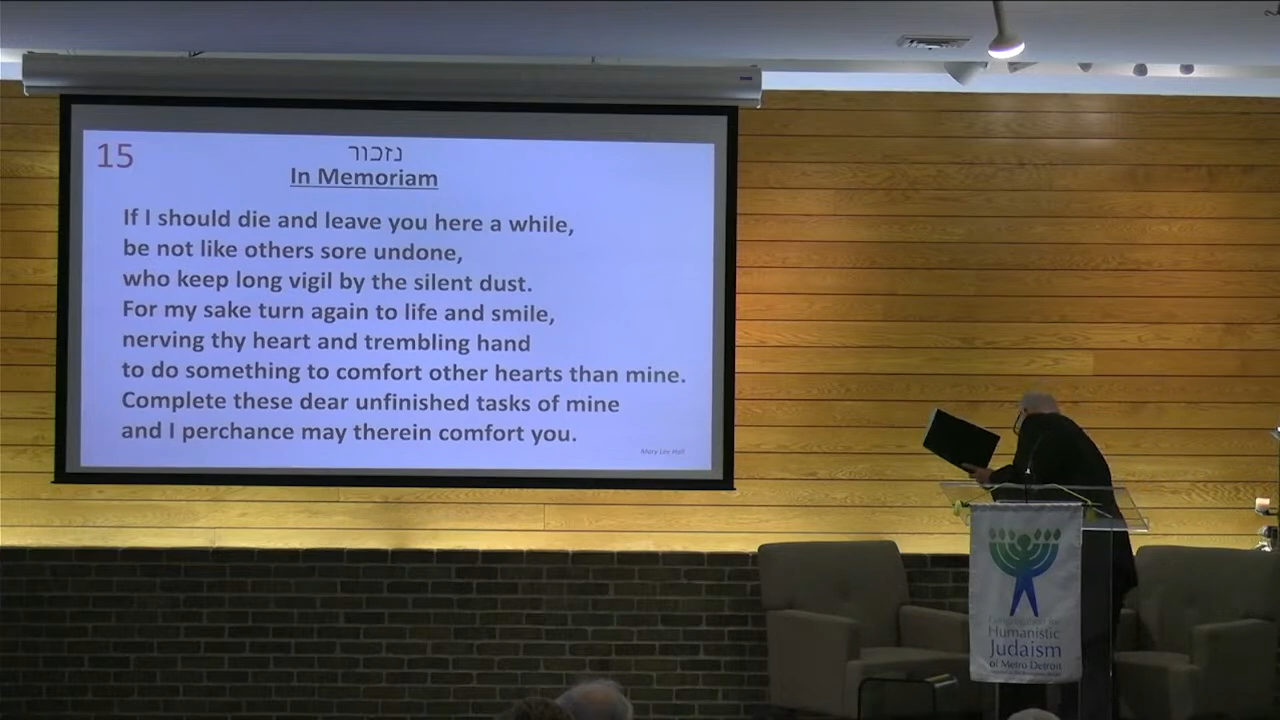 15
נזכור
In Memoriam
If I should die and leave you here a while,
be not like others sore undone,
who keep long vigil by the silent dust.
For my sake turn again to life and smile,
nerving thy heart and trembling hand
to do something to comfort other hearts than mine.
Complete these dear unfinished tasks of mine
and I perchance may therein comfort you.
Mary Lee Hall
Congregation for
Humanistic
Judaism
of Metro Detroit